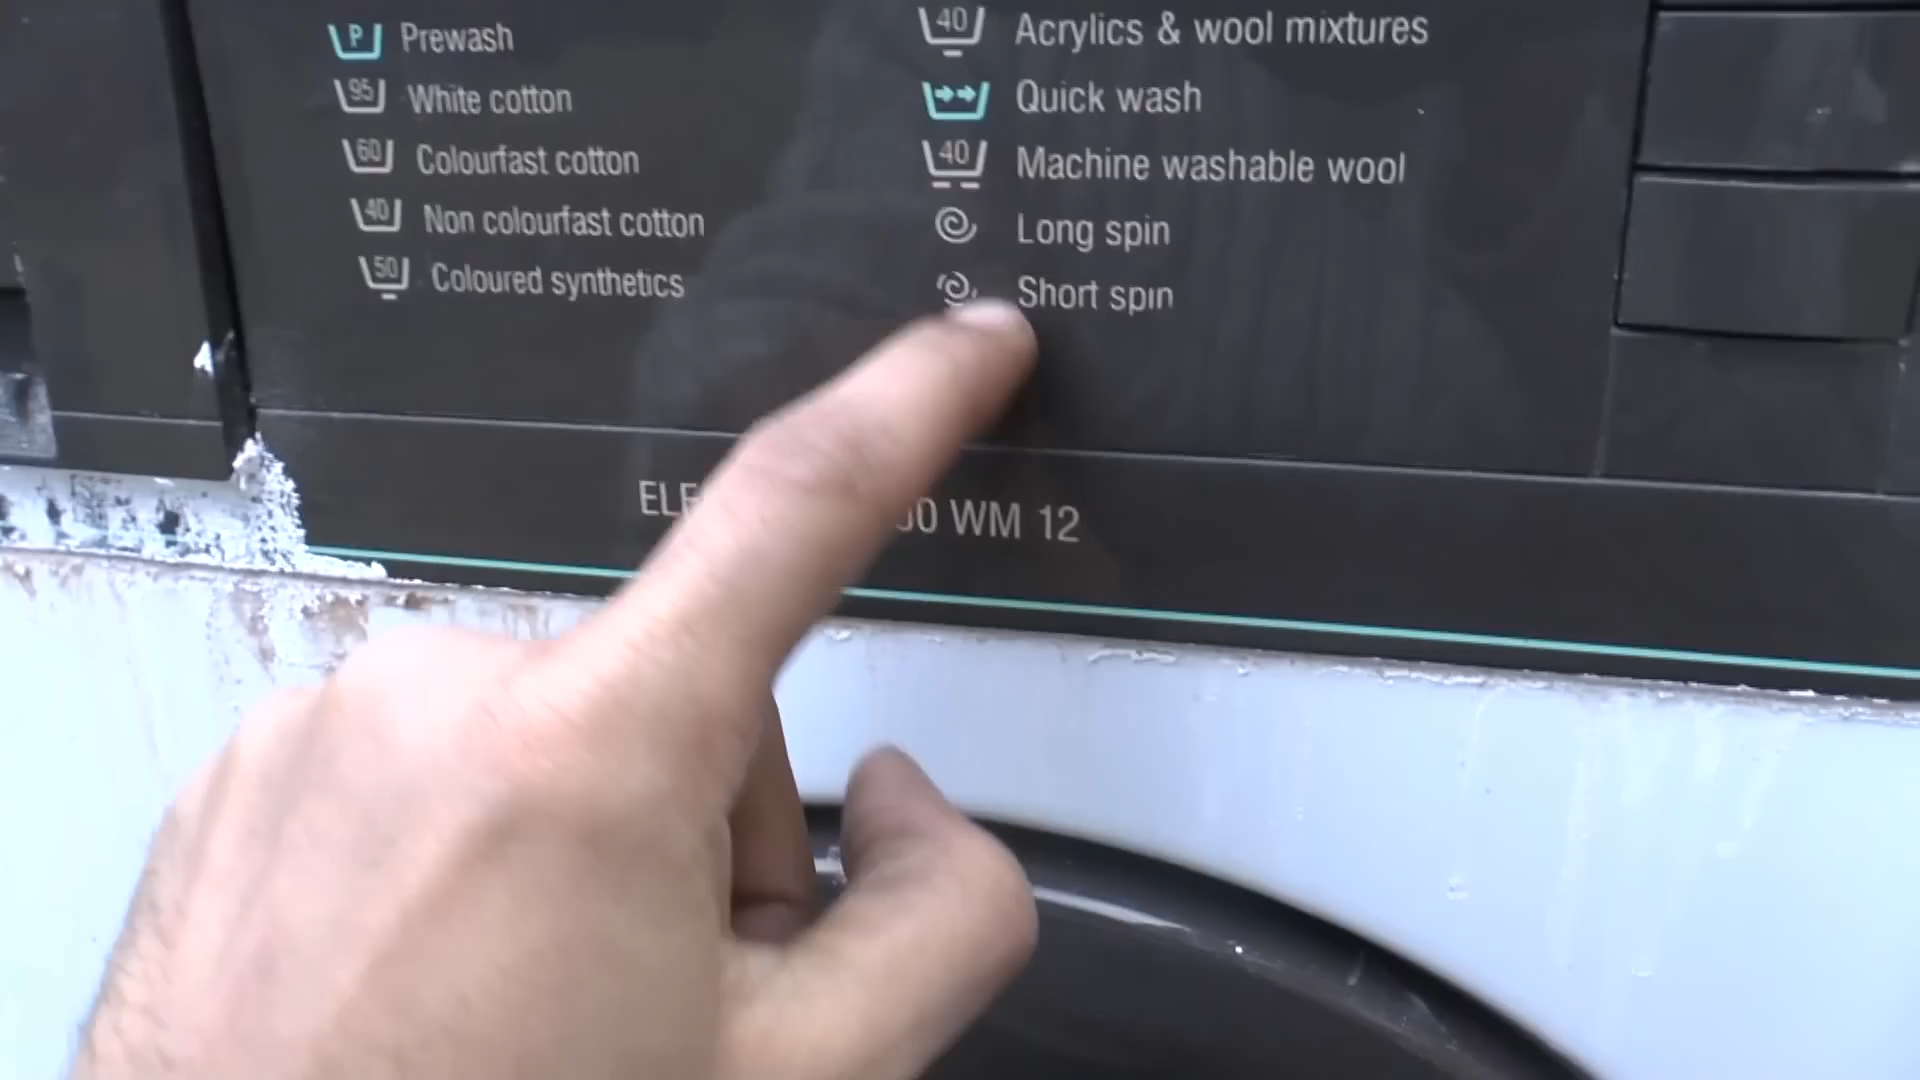 P Prewash
95 White cotton
60 Colourfast cotton
40 Non colourfast cotton
50 Coloured synthetics
40 Acrylics & wool mixtures
Quick wash
40 Machine washable wool
Long spin
Short spin
WM 12